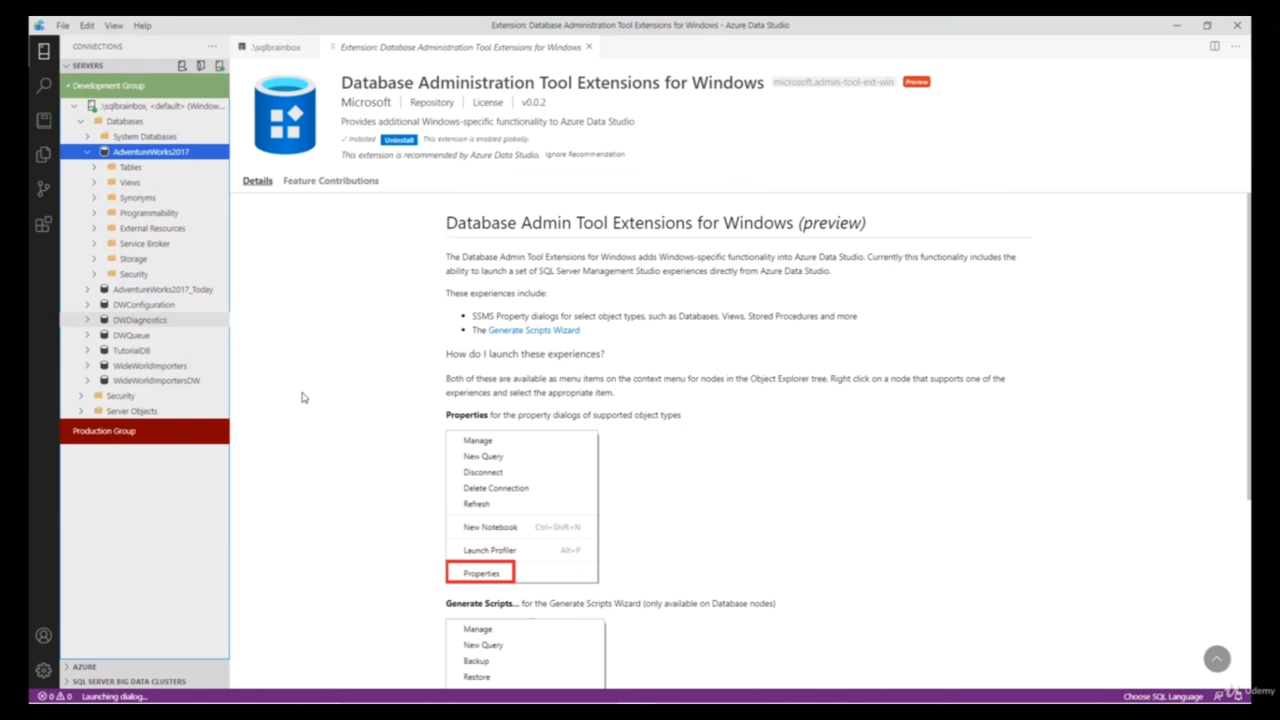 File Edit View Help
Extension: Database Administration Tool Extensions for Windows - Azure Data Studio
CONNECTIONS
SERVERS
Development Group
.\sqlbrainbox, <default> (Window...
Databases
System Databases
AdventureWorks2017
Tables
Views
Synonyms
Programmability
External Resources
Service Broker
Storage
Security
AdventureWorks2017_Today
DWConfiguration
DWDiagnostics
DWQueue
TutorialDB
WideWorldImporters
WideWorldImportersDW
Security
Server Objects
Production Group
AZURE
SQL SERVER BIG DATA CLUSTERS
.\sqlbrainbox
Extension: Database Administration Tool Extensions for Windows
Database Administration Tool Extensions for Windows microsoft.admin-tool-ext-win Preview
Microsoft Repository License v0.0.2
Provides additional Windows-specific functionality to Azure Data Studio
Installed Uninstall This extension is enabled globally.
This extension is recommended by Azure Data Studio. Ignore Recommendation
Details Feature Contributions
Database Admin Tool Extensions for Windows (preview)
The Database Admin Tool Extensions for Windows adds Windows-specific functionality into Azure Data Studio. Currently this functionality includes the
ability to launch a set of SQL Server Management Studio experiences directly from Azure Data Studio.
These experiences include:
• SSMS Property dialogs for select object types, such as Databases, Views, Stored Procedures and more
• The Generate Scripts Wizard
How do I launch these experiences?
Both of these are available as menu items on the context menu for nodes in the Object Explorer tree. Right click on a node that supports one of the
experiences and select the appropriate item.
Properties for the property dialogs of supported object types
Manage
New Query
Disconnect
Delete Connection
Refresh
New Notebook Ctrl+Shift+N
Launch Profiler Alt+P
Properties
Generate Scripts... for the Generate Scripts Wizard (only available on Database nodes)
Manage
New Query
Backup
Restore
0 0 Launching dialog...
Choose SQL Language
Udemy